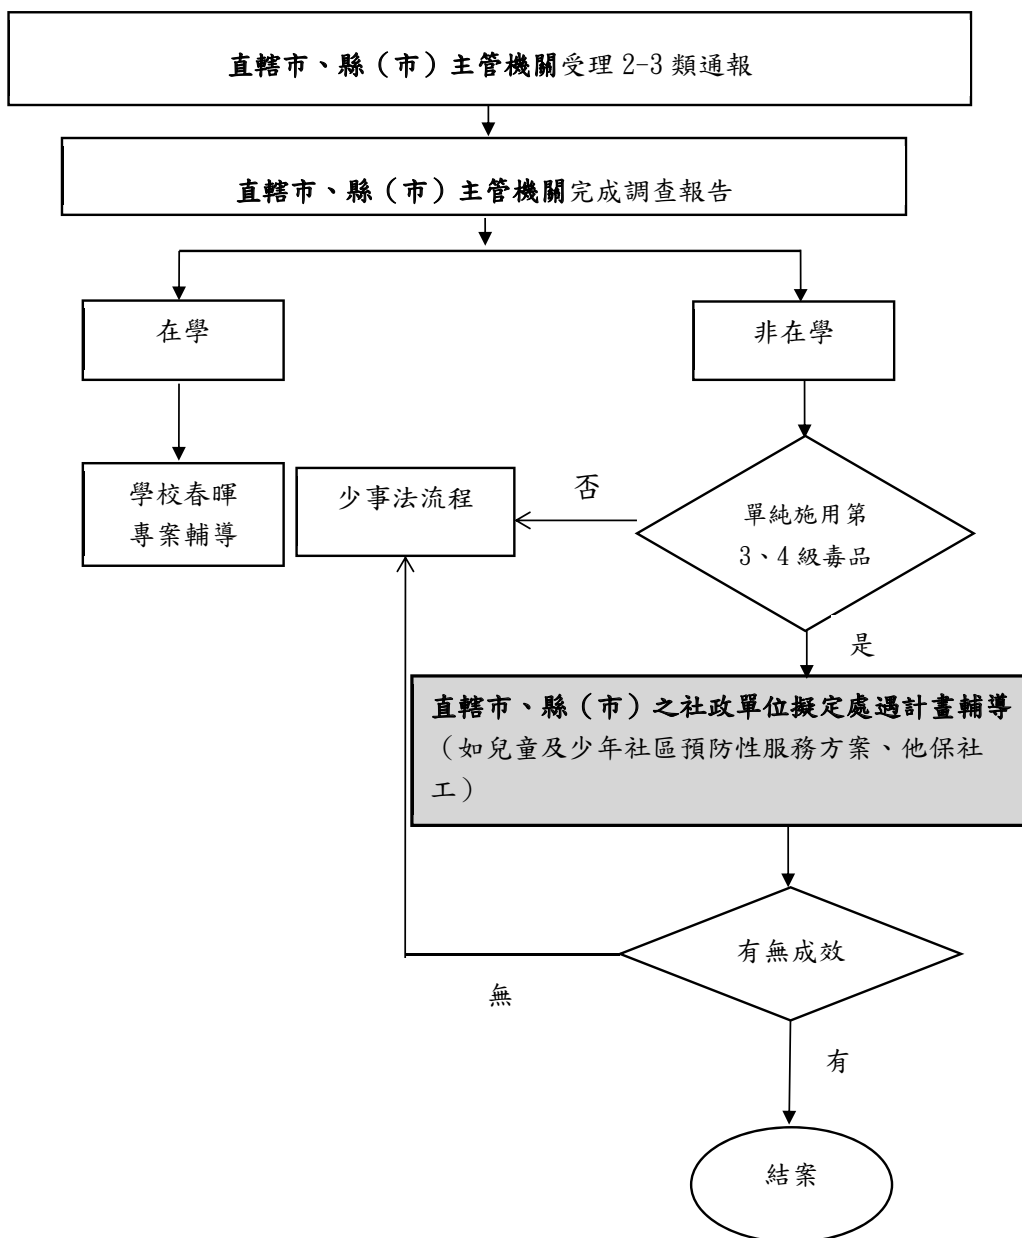 直轄市、縣（市）主管機關受理 2-3 類通報
直轄市、縣（市）主管機關完成調查報告
在學
非在學
學校春暉
專案輔導
少事法流程
否
單純施用第
3、4 級毒品
是
直轄市、縣（市）之社政單位擬定處遇計畫輔導
（如兒童及少年社區預防性服務方案、他保社
工）
有無成效
無
有
結案